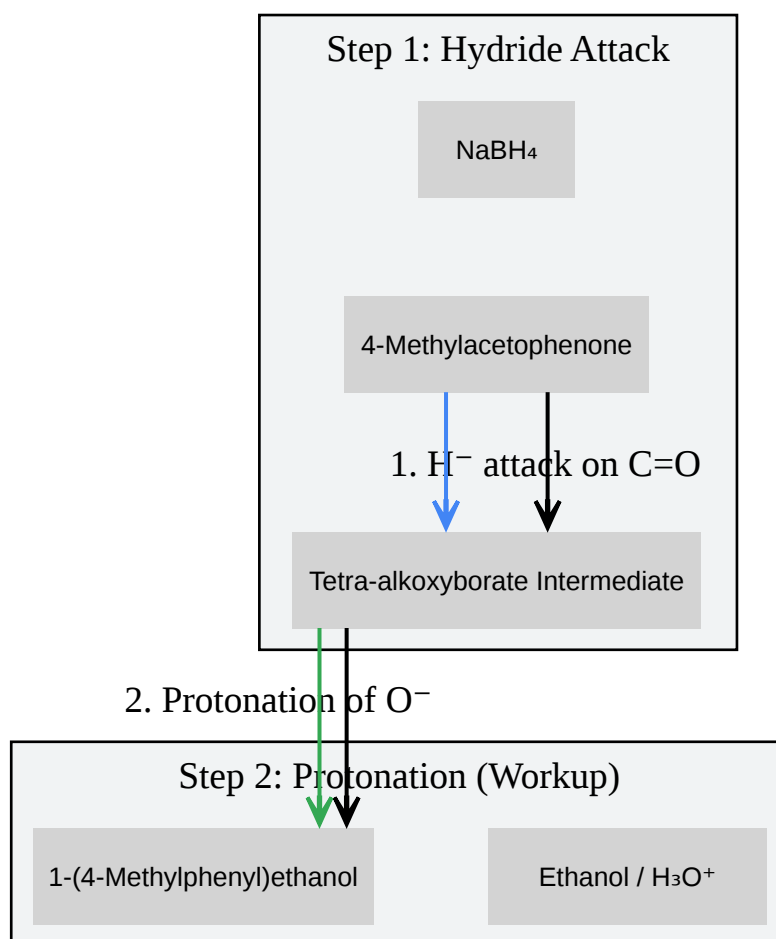 Step 1: Hydride Attack
NaBH₄
4-Methylacetophenone
1. H⁻ attack on C=O
Tetra-alkoxyborate Intermediate
2. Protonation of O⁻
Step 2: Protonation (Workup)
1-(4-Methylphenyl)ethanol
Ethanol / H₃O⁺